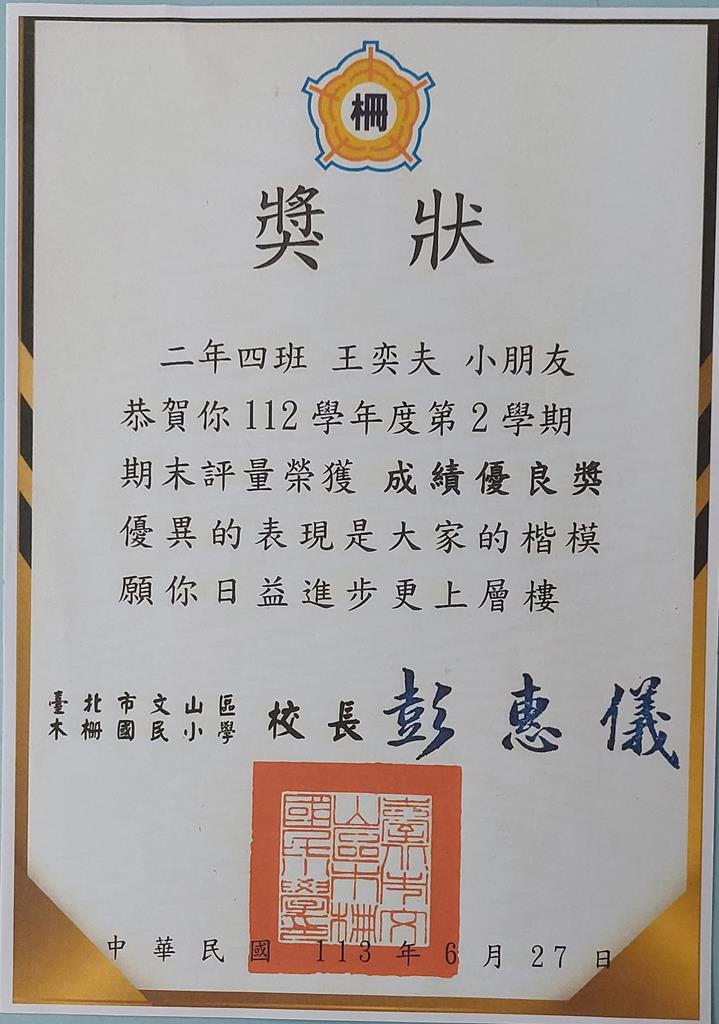 柵
獎狀
二年四班 王奕夫 小朋友
恭賀你112學年度第2學期
期末評量榮獲 成績優良獎
優異的表現是大家的楷模
願你日益進步更上層樓
臺北市文山區
木柵國民小學
校長 彭惠儀
臺北市文
山區木柵
國民小學
中華民國 113年6月27日